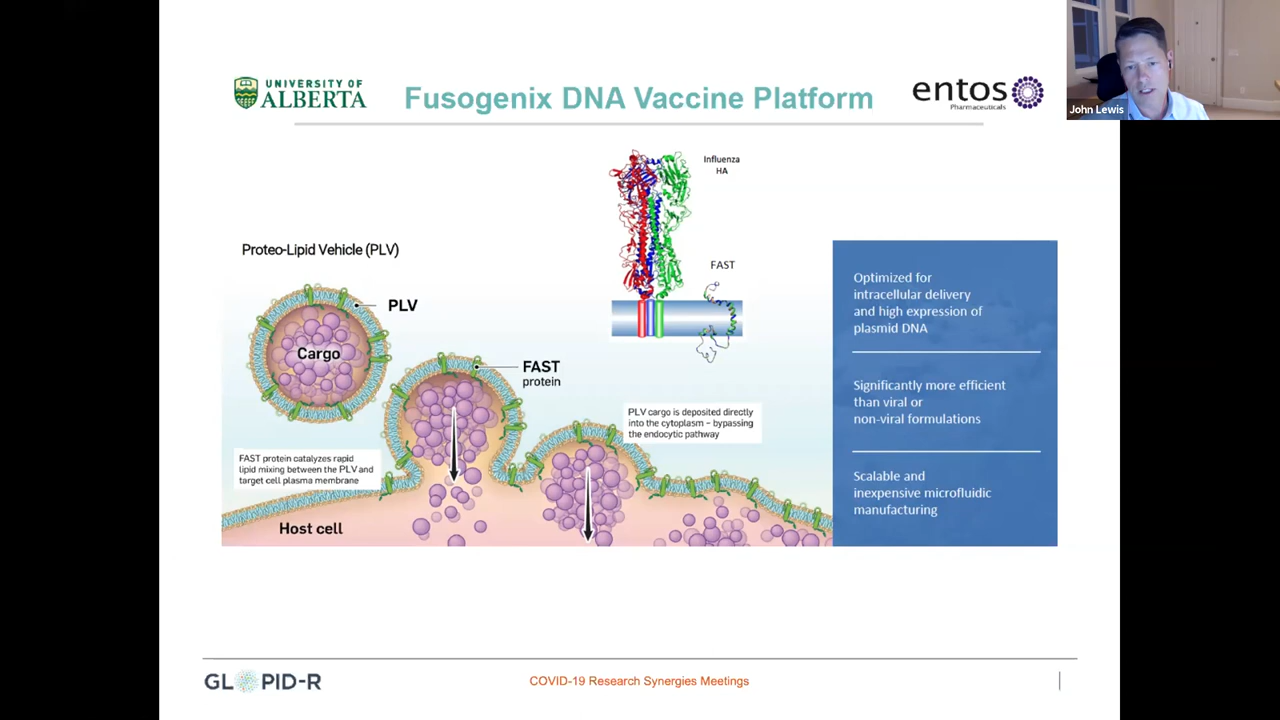 UNIVERSITY OF
ALBERTA
Fusogenix DNA Vaccine Platform
entos
Pharmaceuticals
John Lewis
Influenza
HA
FAST
Proteo-Lipid Vehicle (PLV)
PLV
Cargo
FAST
protein
PLV cargo is deposited directly
into the cytoplasm – bypassing
the endocytic pathway
FAST protein catalyzes rapid
lipid mixing between the PLV and
target cell plasma membrane
Host cell
Optimized for
intracellular delivery
and high expression of
plasmid DNA
Significantly more efficient
than viral or
non-viral formulations
Scalable and
inexpensive microfluidic
manufacturing
GLOPID-R
COVID-19 Research Synergies Meetings